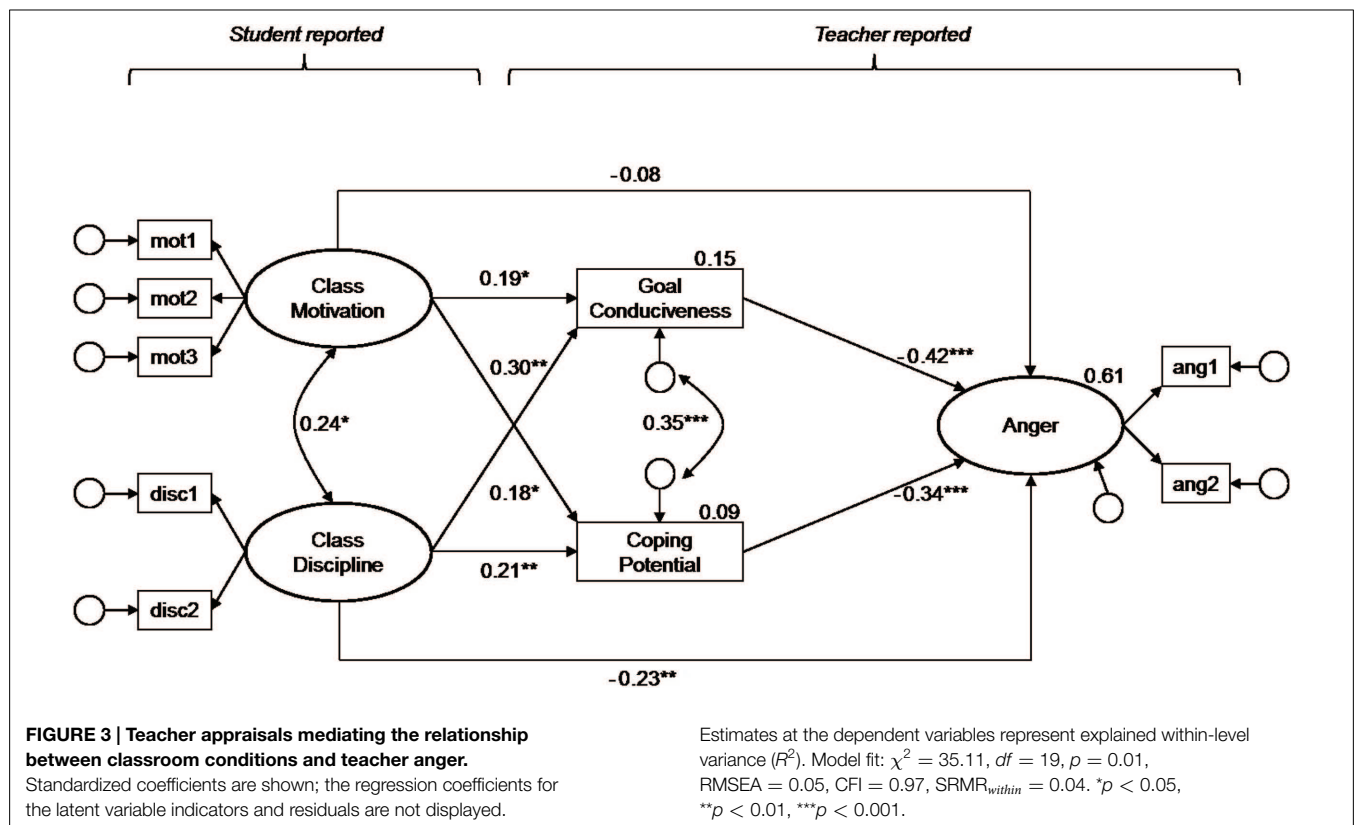 Student reported
Teacher reported
-0.08
mot1
mot2
mot3
Class
Motivation
0.19*
0.15
Goal
Conduciveness
0.30**
-0.42***
0.24*
0.35***
0.61
Anger
ang1
ang2
disc1
disc2
Class
Discipline
0.18*
0.21**
0.09
Coping
Potential
-0.34***
-0.23**
FIGURE 3 | Teacher appraisals mediating the relationship
between classroom conditions and teacher anger.
Standardized coefficients are shown; the regression coefficients for
the latent variable indicators and residuals are not displayed.
Estimates at the dependent variables represent explained within-level
variance (R²). Model fit: χ² = 35.11, df = 19, p = 0.01,
RMSEA = 0.05, CFI = 0.97, SRMRwithin = 0.04. *p < 0.05,
**p < 0.01, ***p < 0.001.